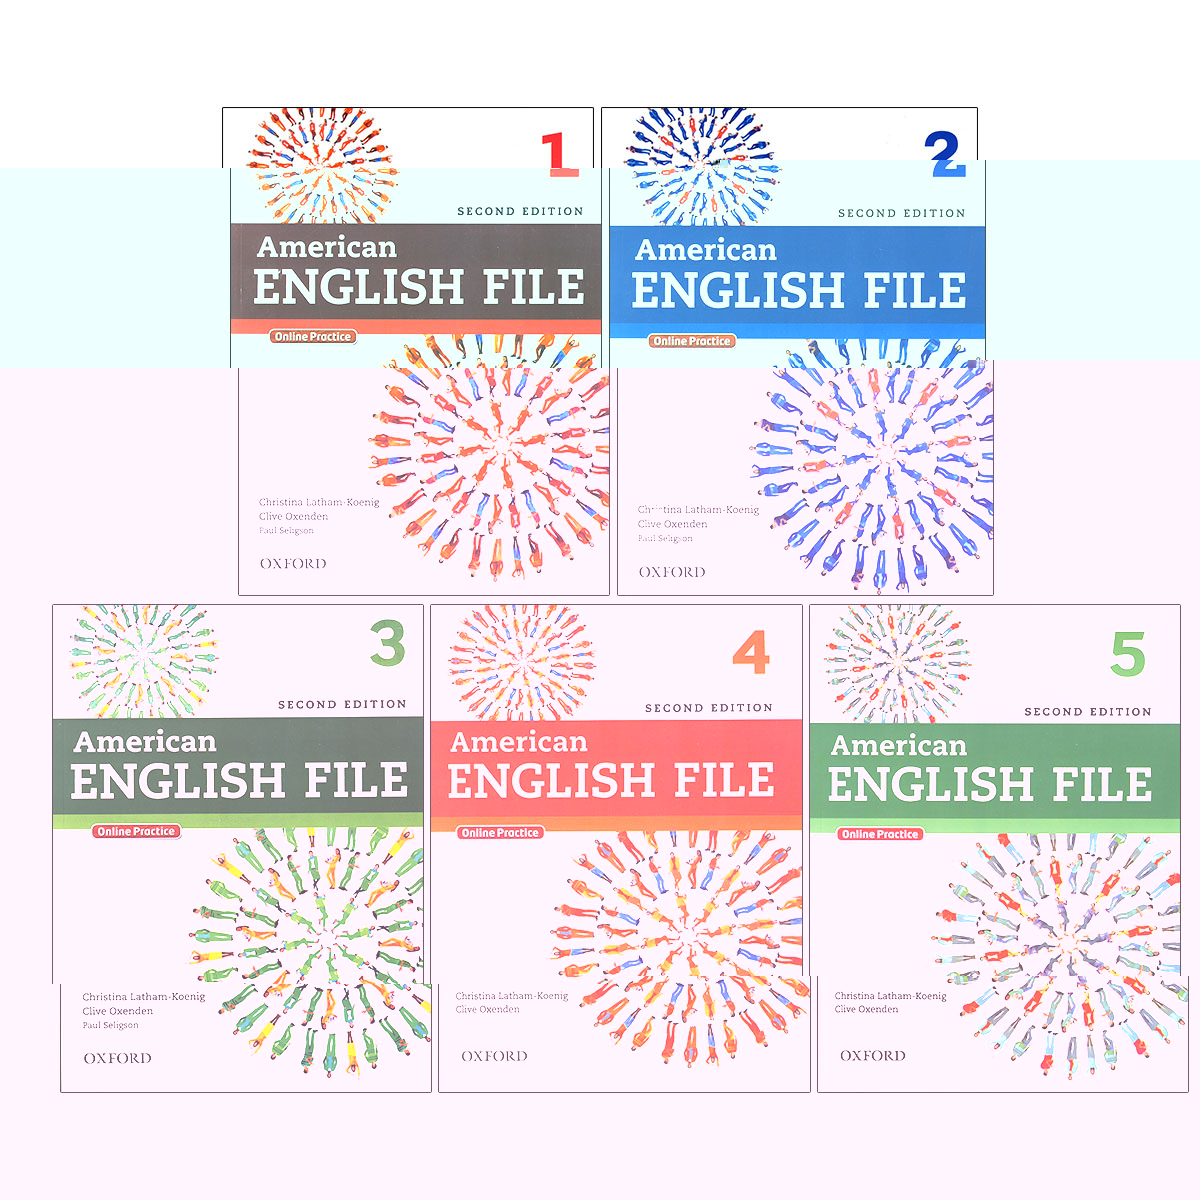 1
SECOND EDITION
American
ENGLISH FILE
Online Practice
Christina Latham-Koenig
Clive Oxenden
Paul Seligson
OXFORD
2
SECOND EDITION
American
ENGLISH FILE
Online Practice
Christina Latham-Koenig
Clive Oxenden
Paul Seligson
OXFORD
3
SECOND EDITION
American
ENGLISH FILE
Online Practice
Christina Latham-Koenig
Clive Oxenden
Paul Seligson
OXFORD
4
SECOND EDITION
American
ENGLISH FILE
Online Practice
Christina Latham-Koenig
Clive Oxenden
OXFORD
5
SECOND EDITION
American
ENGLISH FILE
Online Practice
Christina Latham-Koenig
Clive Oxenden
OXFORD